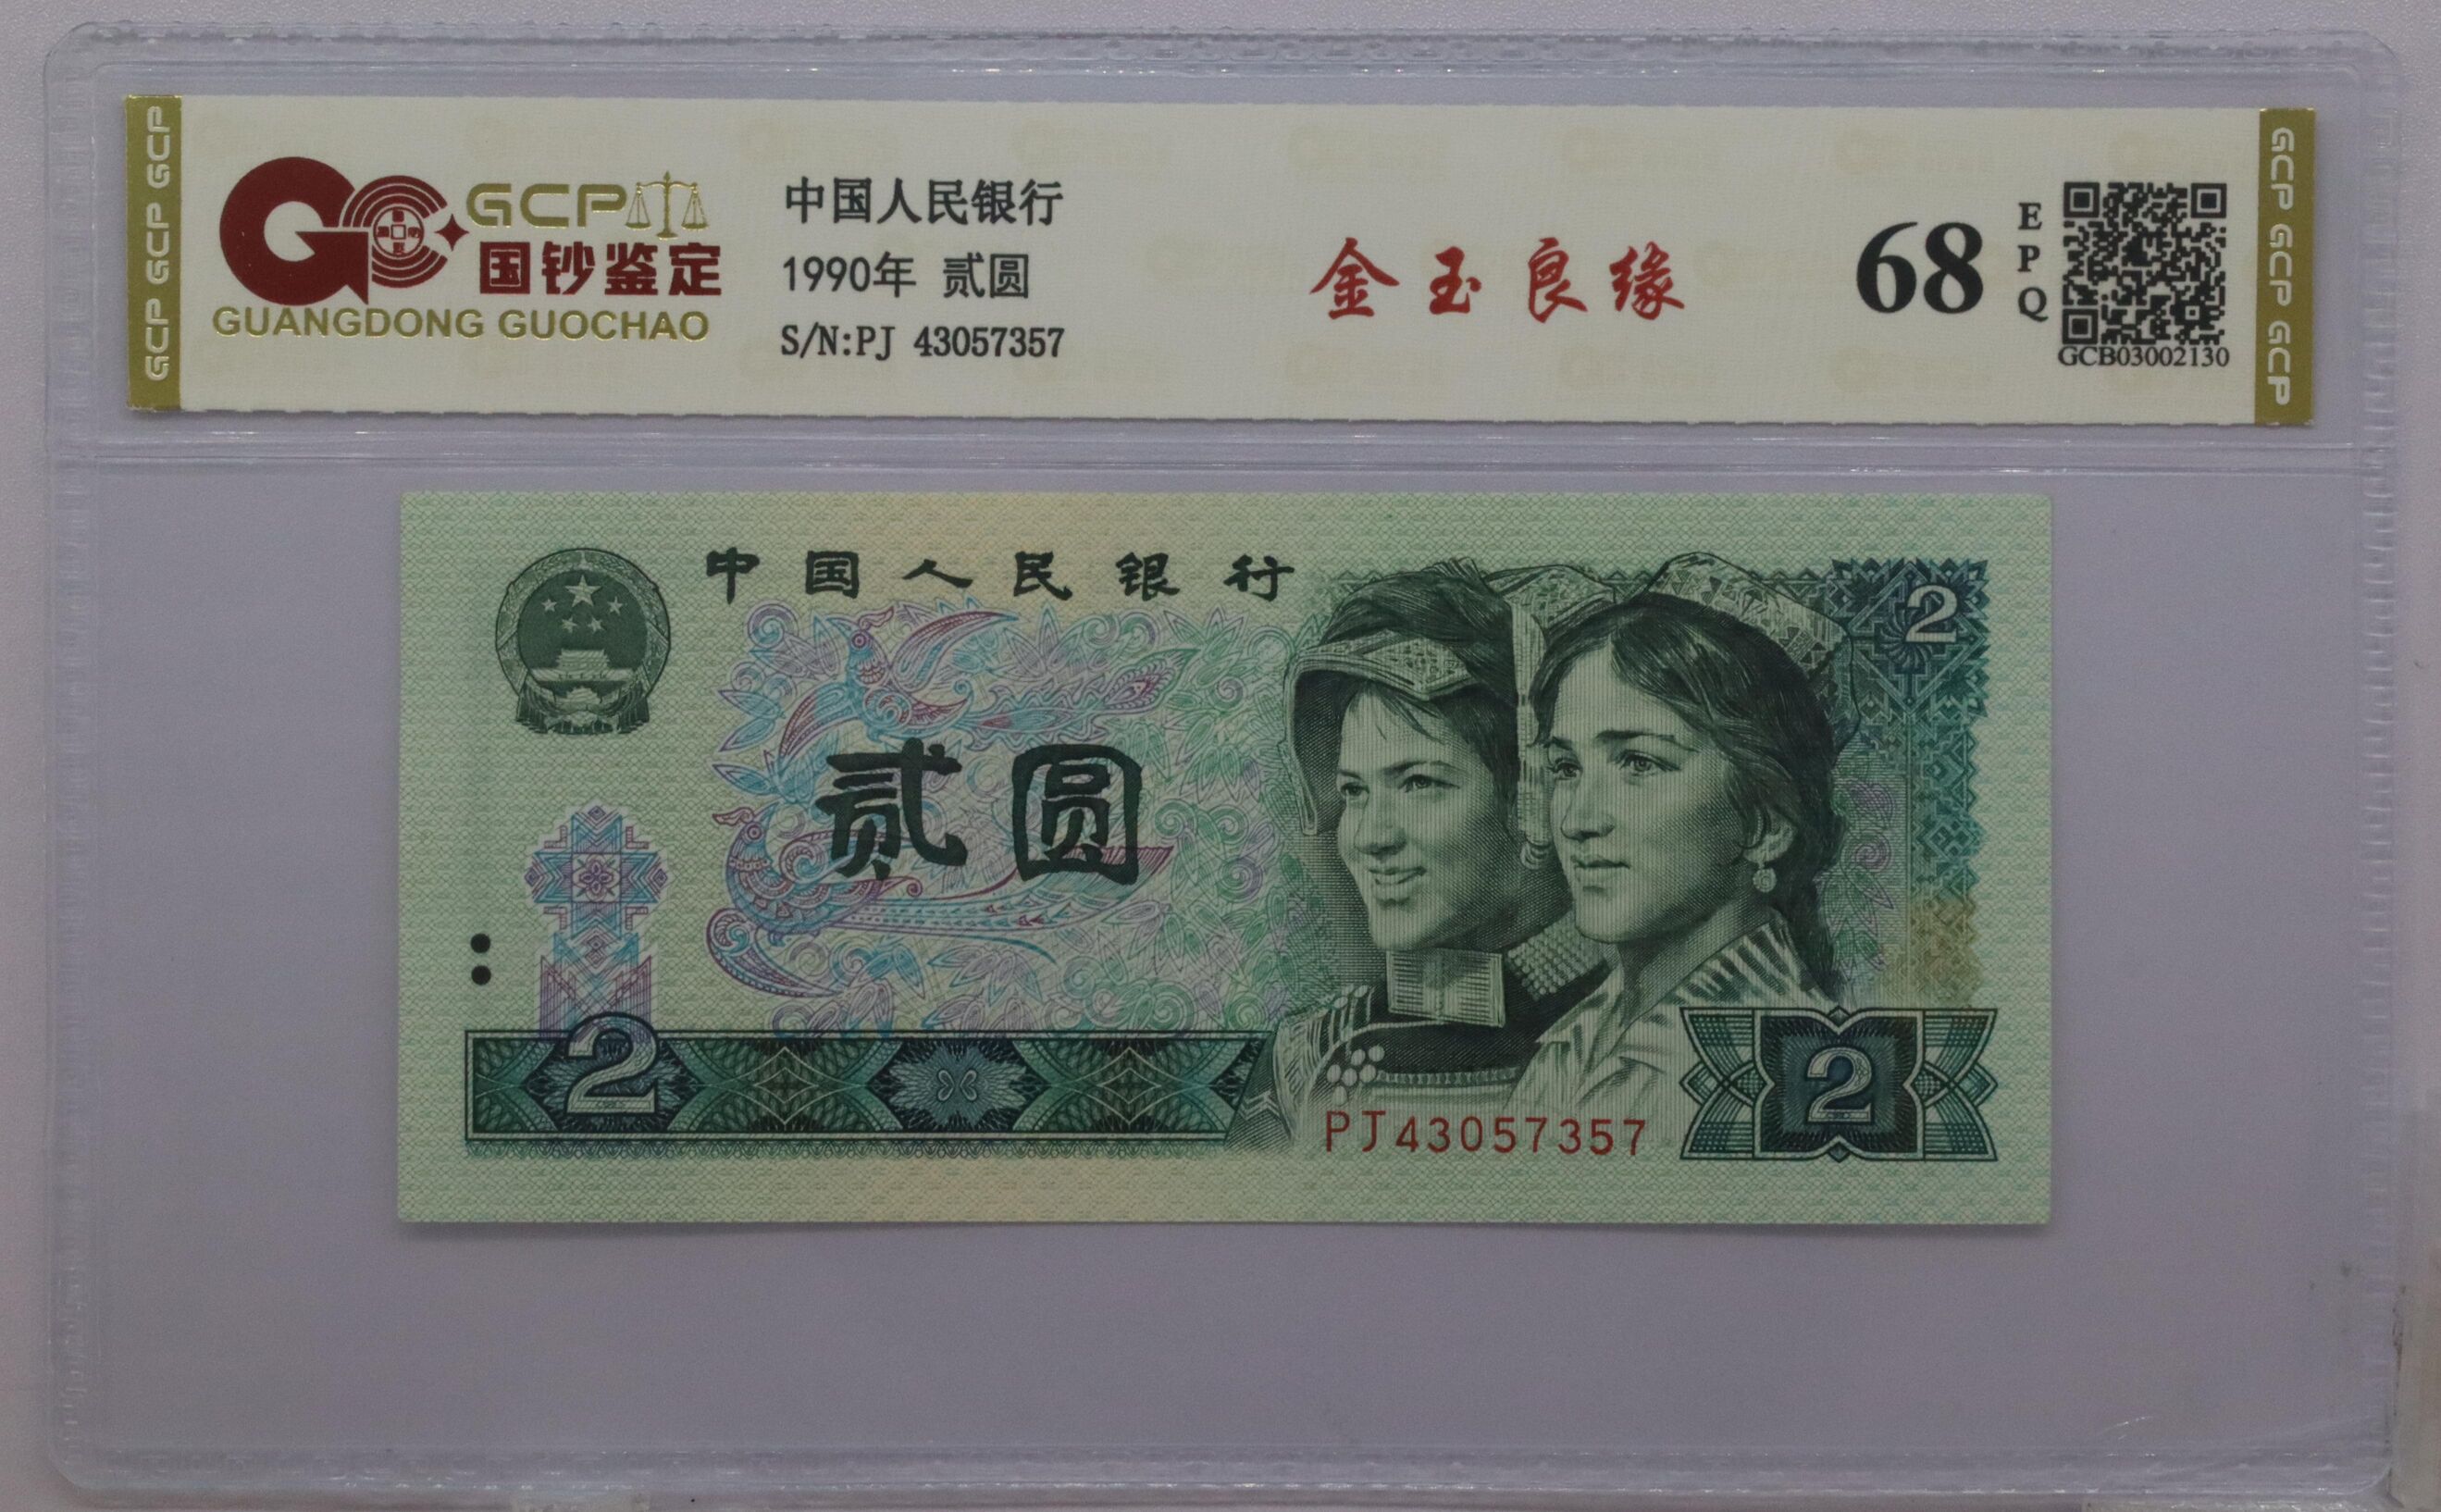 GCP GCP GCP
GCP
国钞鉴定
GUANGDONG GUOCHAO
中国人民银行
1990年 贰圆
S/N:PJ 43057357
金玉良缘
68
EPQ
GCB03002130
GCP GCP GCP
中国人民银行
2
贰圆
2
PJ43057357
2